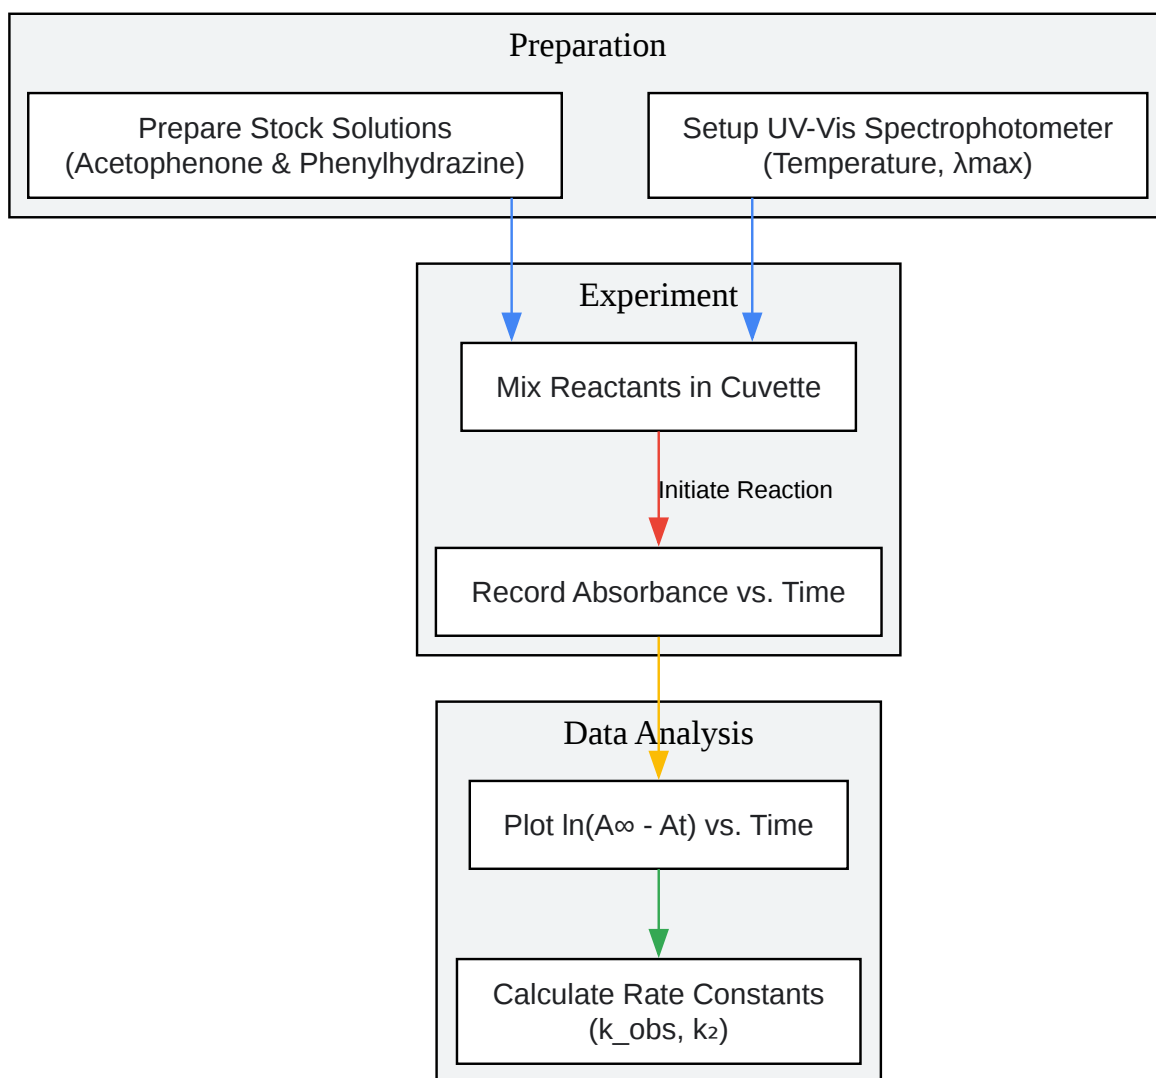 Preparation
Prepare Stock Solutions
(Acetophenone & Phenylhydrazine)
Setup UV-Vis Spectrophotometer
(Temperature, λmax)
Experiment
Mix Reactants in Cuvette
Initiate Reaction
Record Absorbance vs. Time
Data Analysis
Plot ln(A∞ - At) vs. Time
Calculate Rate Constants
(k_obs, k₂)